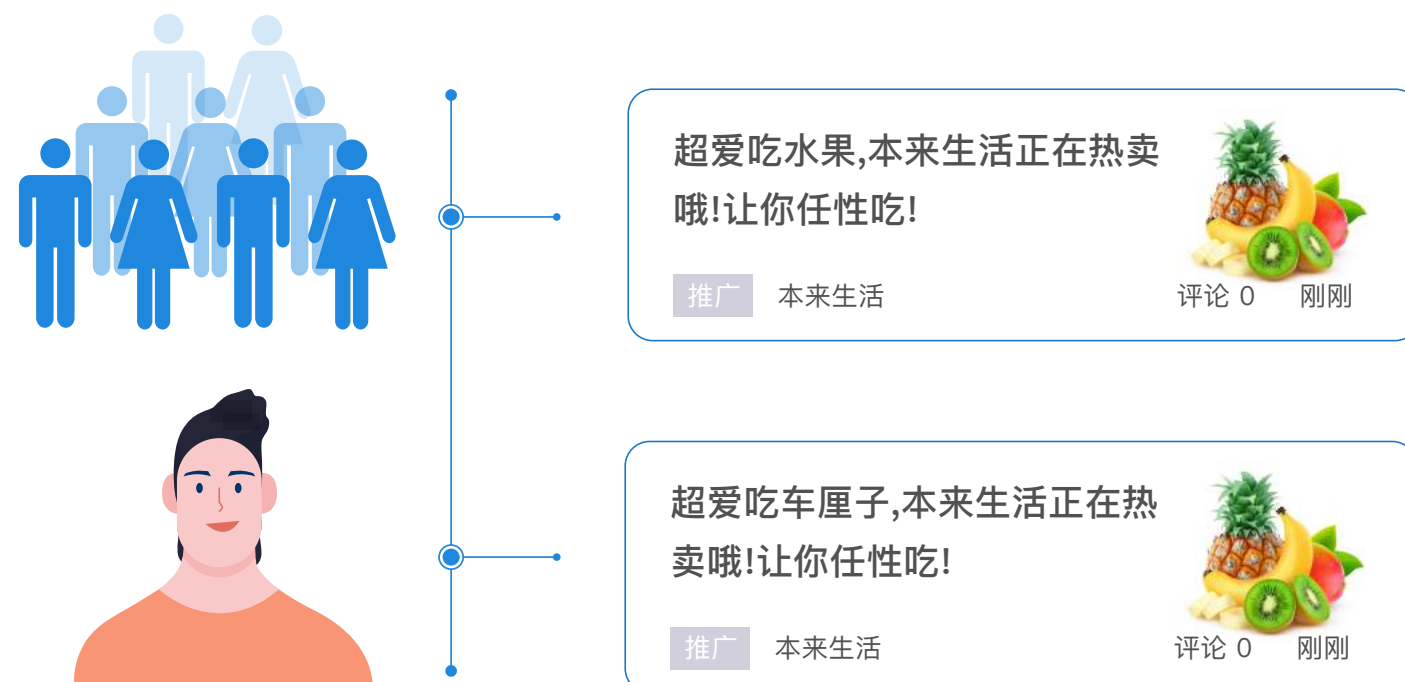 超爱吃水果,本来生活正在热卖
哦!让你任性吃!
推广 本来生活 评论 0 刚刚
超爱吃车厘子,本来生活正在热
卖哦!让你任性吃!
推广 本来生活 评论 0 刚刚